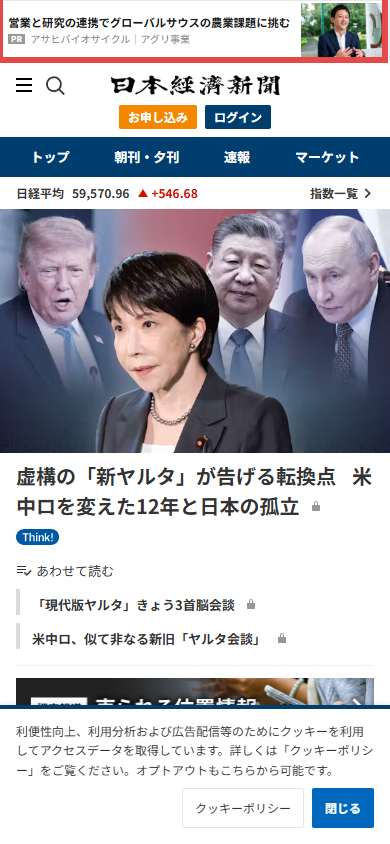 営業と研究の連携でグローバルサウスの農業課題に挑む
PR アサヒバイオサイクル｜アグリ事業
日本経済新聞
お申し込み ログイン
トップ 朝刊・夕刊 速報 マーケット
日経平均 59,570.96 ▲ +546.68 指数一覧
虚構の「新ヤルタ」が告げる転換点 米
中ロを変えた12年と日本の孤立
Think!
あわせて読む
「現代版ヤルタ」きょう3首脳会談
米中ロ、似て非なる新旧「ヤルタ会談」
利便性向上、利用分析および広告配信等のためにクッキーを利用
してアクセスデータを取得しています。詳しくは「クッキーポリシ
ー」をご覧ください。オプトアウトもこちらから可能です。
クッキーポリシー 閉じる